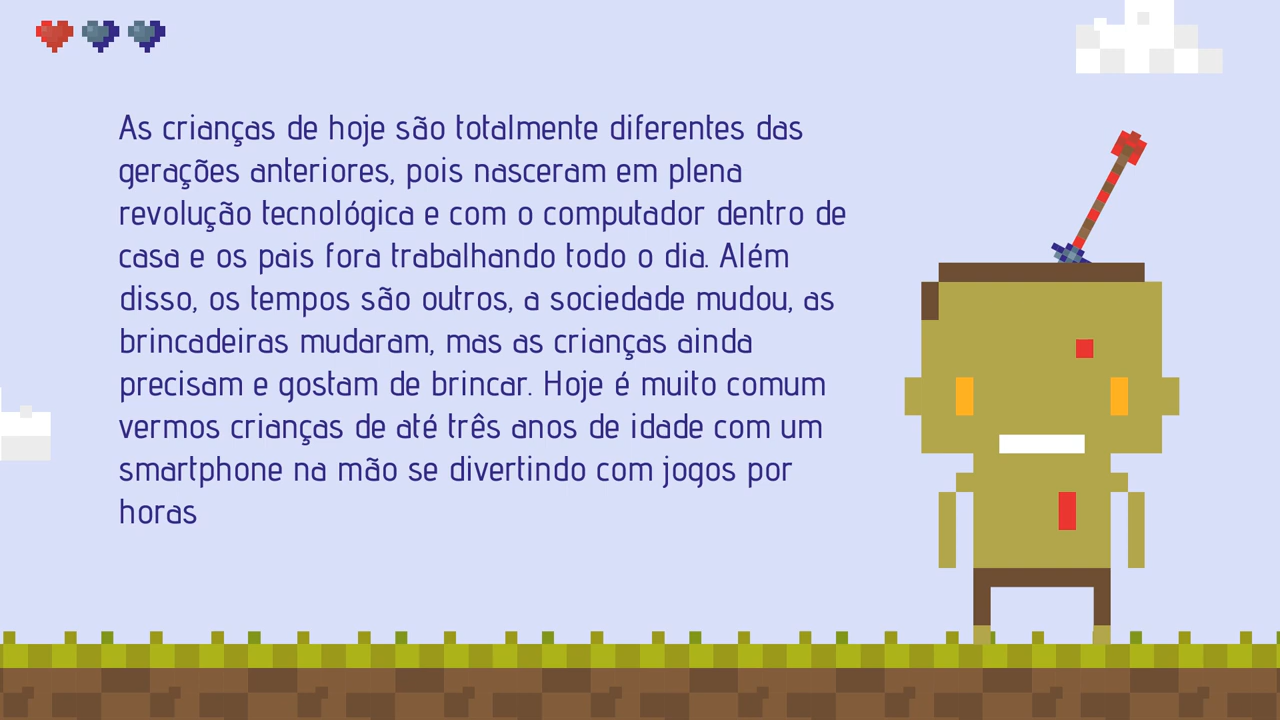 As crianças de hoje são totalmente diferentes das
gerações anteriores, pois nasceram em plena
revolução tecnológica e com o computador dentro de
casa e os pais fora trabalhando todo o dia. Além
disso, os tempos são outros, a sociedade mudou, as
brincadeiras mudaram, mas as crianças ainda
precisam e gostam de brincar. Hoje é muito comum
vermos crianças de até três anos de idade com um
smartphone na mão se divertindo com jogos por
horas